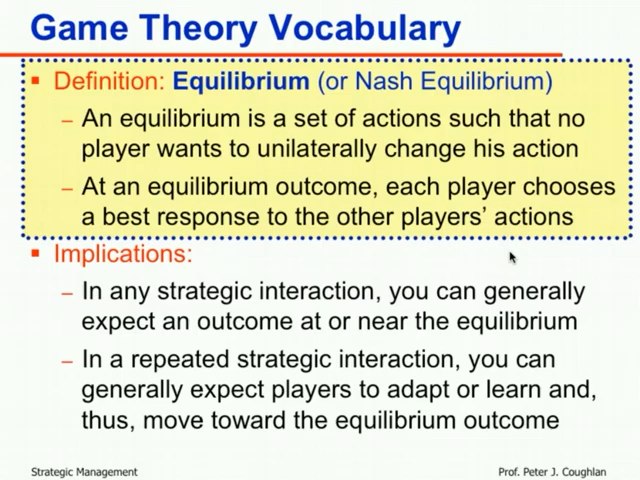 Game Theory Vocabulary
▪ Definition: Equilibrium (or Nash Equilibrium)
– An equilibrium is a set of actions such that no
player wants to unilaterally change his action
– At an equilibrium outcome, each player chooses
a best response to the other players’ actions
▪ Implications:
– In any strategic interaction, you can generally
expect an outcome at or near the equilibrium
– In a repeated strategic interaction, you can
generally expect players to adapt or learn and,
thus, move toward the equilibrium outcome
Strategic Management
Prof. Peter J. Coughlan